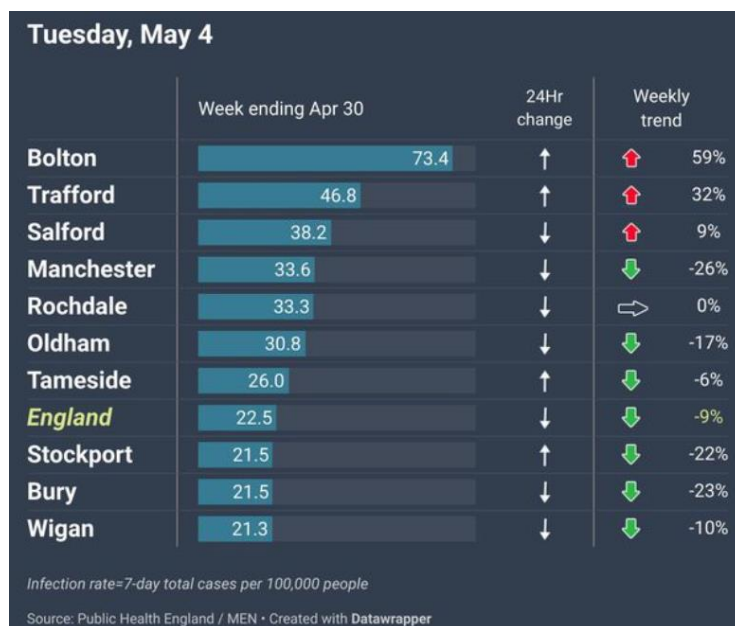 Tuesday, May 4
Week ending Apr 30
24Hr change
Weekly trend
Bolton 73.4 ↑ 59%
Trafford 46.8 ↑ 32%
Salford 38.2 ↓ 9%
Manchester 33.6 ↓ -26%
Rochdale 33.3 ↓ 0%
Oldham 30.8 ↓ -17%
Tameside 26.0 ↑ -6%
England 22.5 ↓ -9%
Stockport 21.5 ↑ -22%
Bury 21.5 ↓ -23%
Wigan 21.3 ↓ -10%
Infection rate=7-day total cases per 100,000 people
Source: Public Health England / MEN • Created with Datawrapper